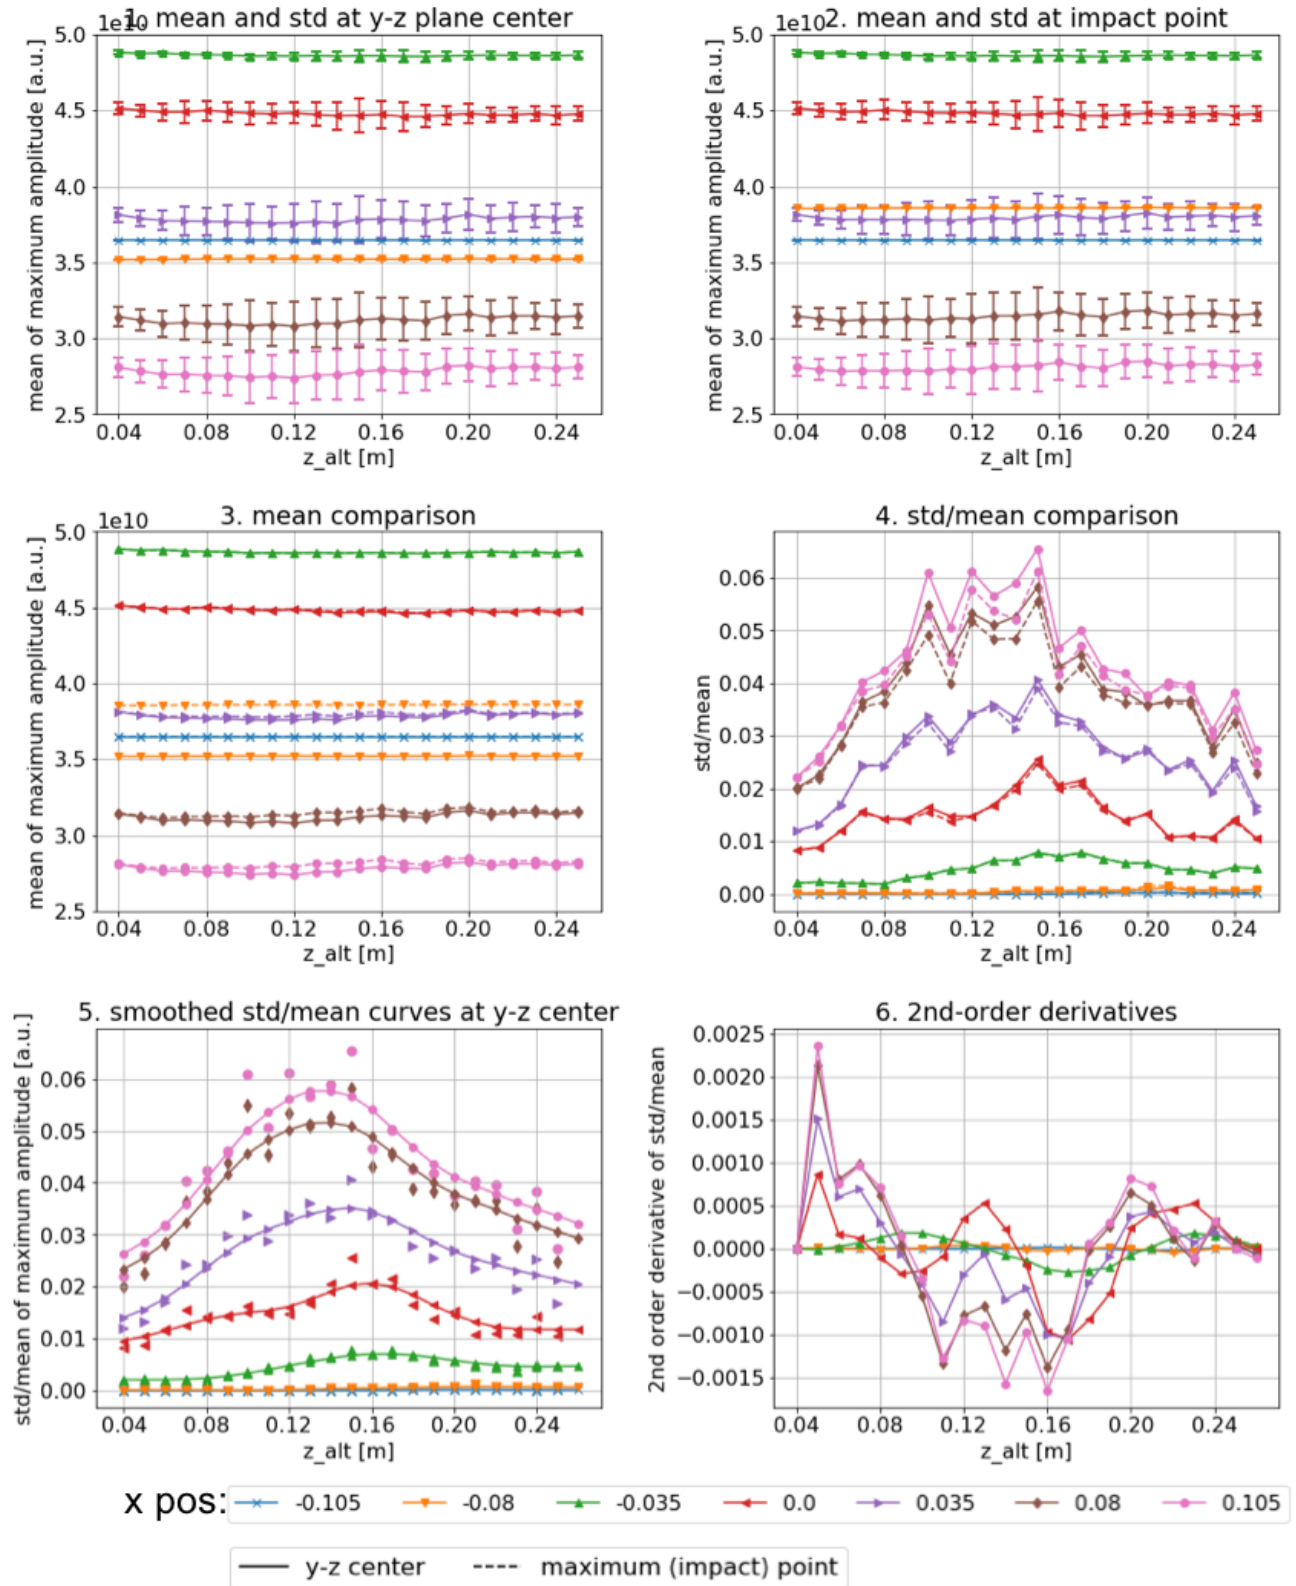 1e10
1. mean and std at y-z plane center
mean of maximum amplitude [a.u.]
5.0
4.5
4.0
3.5
3.0
2.5
0.04 0.08 0.12 0.16 0.20 0.24
z_alt [m]
1e10
2. mean and std at impact point
mean of maximum amplitude [a.u.]
5.0
4.5
4.0
3.5
3.0
2.5
0.04 0.08 0.12 0.16 0.20 0.24
z_alt [m]
1e10
3. mean comparison
mean of maximum amplitude [a.u.]
5.0
4.5
4.0
3.5
3.0
2.5
0.04 0.08 0.12 0.16 0.20 0.24
z_alt [m]
4. std/mean comparison
std/mean
0.06
0.05
0.04
0.03
0.02
0.01
0.00
0.04 0.08 0.12 0.16 0.20 0.24
z_alt [m]
5. smoothed std/mean curves at y-z center
std/mean of maximum amplitude [a.u.]
0.06
0.05
0.04
0.03
0.02
0.01
0.00
0.04 0.08 0.12 0.16 0.20 0.24
z_alt [m]
6. 2nd-order derivatives
2nd order derivative of std/mean
0.0025
0.0020
0.0015
0.0010
0.0005
0.0000
−0.0005
−0.0010
−0.0015
0.04 0.08 0.12 0.16 0.20 0.24
z_alt [m]
x pos: -0.105 -0.08 -0.035 0.0 0.035 0.08 0.105
y-z center maximum (impact) point